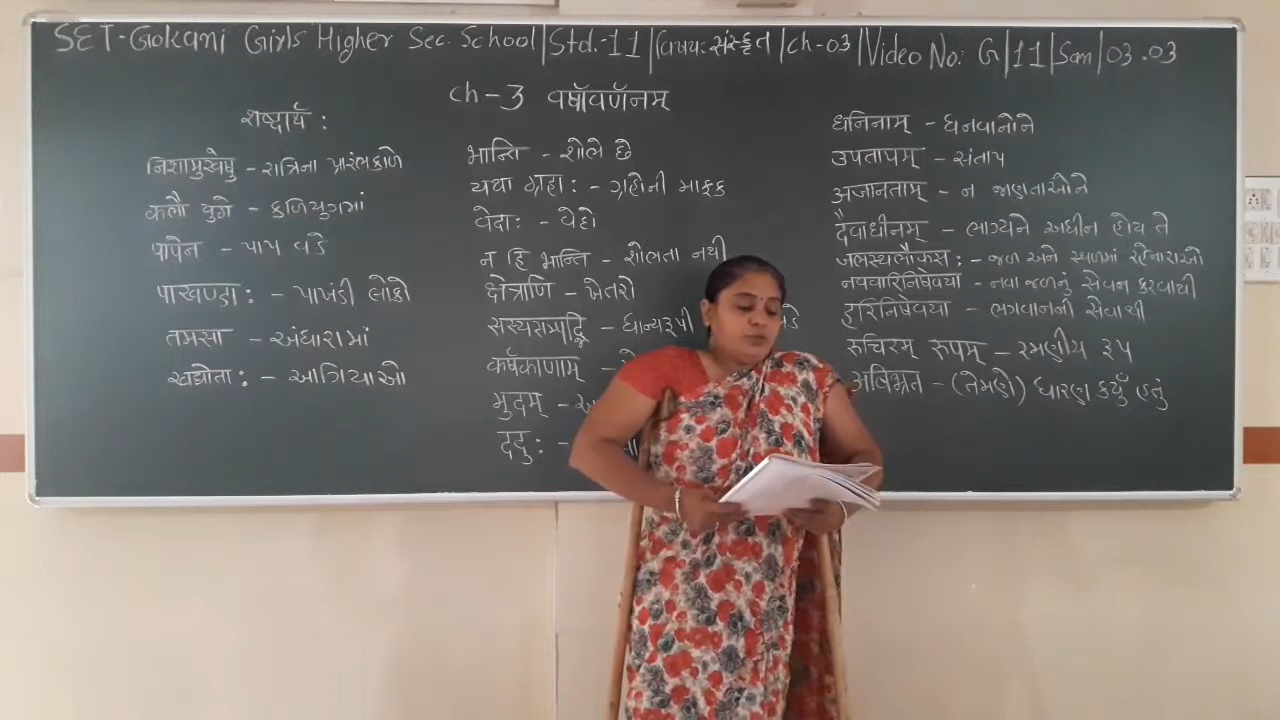 SET-Gokani Girls Higher Sec. School | Std.-11 | વિષય: સંસ્કૃત | ch-03 | Video No: G|11|San|03.03
ch-3 वर्षावर्णनम्
शब्दार्थ :
निशामुखेषु - રાત્રિના પ્રારંભકાળે
कलौ युगे - કળિયુગમાં
पापेन - પાપ વડે
पाखण्डा: - પાખંડી લોકો
तमसा - અંધારામાં
खद्योता: - આગિયાઓ
भान्ति - શોભે છે
यथा ग्रहा: - ગ્રહોની માફક
वेदा: - વેદો
न हि भान्ति - શોભતા નથી
क्षेत्राणि - ખેતરો
सस्यसम्पद्भि - ધાન્યરૂપી
कर्षकाणाम् -
मुदम् -
ददु: -
धनिनाम् - ધનવાનોને
उपतापम् - સંતાપ
अजानताम् - ન જાણતાઓને
दैवाधीनम् - ભાગ્યને અધીન હોય તે
जलस्थलौकस: - જળ અને સ્થળમાં રહેનારાઓ
नववारिनिषेवया - નવા જળનું સેવન કરવાથી
हरिनिषेवया - ભગવાનની સેવાથી
रुचिरम् रूपम् - રમણીય રૂપ
अबिभ्रत - (તેમણે) ધારણ કર્યું હતું